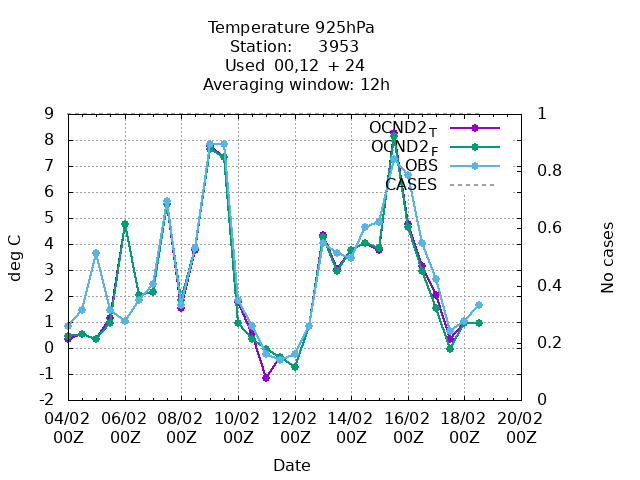 Temperature 925hPa
Station: 3953
Used 00,12 + 24
Averaging window: 12h
9 1
8
7 0.8
6
5 0.6
4
3 0.4
2
1 0.2
0
-1
-2 0
deg C
No cases
OCND2 T
OCND2 F
OBS
CASES
04/02 06/02 08/02 10/02 12/02 14/02 16/02 18/02 20/02
00Z 00Z 00Z 00Z 00Z 00Z 00Z 00Z 00Z
Date